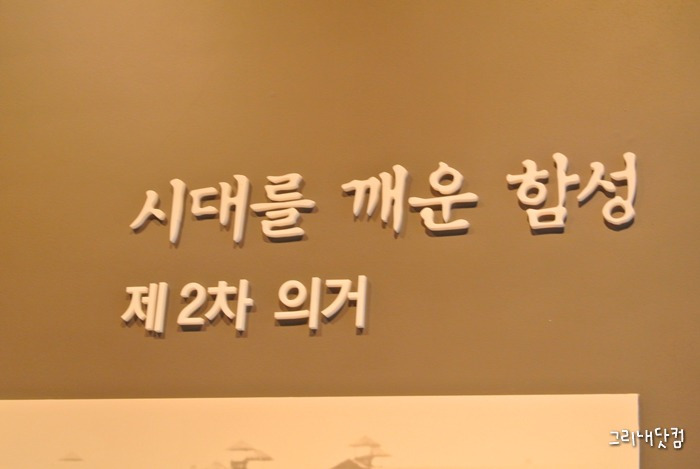 시대를 깨운 함성
제2차 의거
그리내닷컴